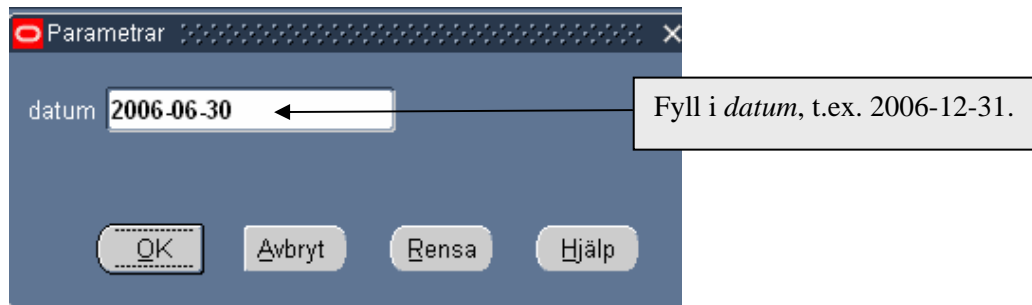 Parametrar
datum 2006-06-30
Fyll i datum, t.ex. 2006-12-31.
OK Avbryt Rensa Hjälp